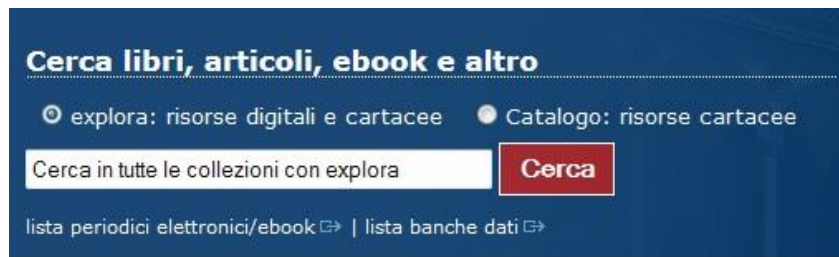 Cerca libri, articoli, ebook e altro
explora: risorse digitali e cartacee Catalogo: risorse cartacee
Cerca in tutte le collezioni con explora Cerca
lista periodici elettronici/ebook | lista banche dati